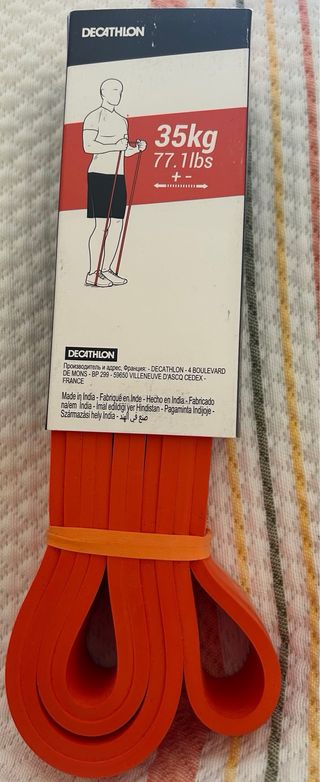 DECATHLON
35kg
77.1lbs
+ -
DECATHLON
Производитель и адрес, Франция: - DECATHLON - 4 BOULEVARD
DE MONS - BP 299 - 59650 VILLENEUVE D'ASCQ CEDEX -
FRANCE
Made in India - Fabriqué en Inde - Hecho en India - Fabricado
na/em India - İmal edildiği yer Hindistan - Pagaminta Indijoje -
Származási hely India - صنع في الهند